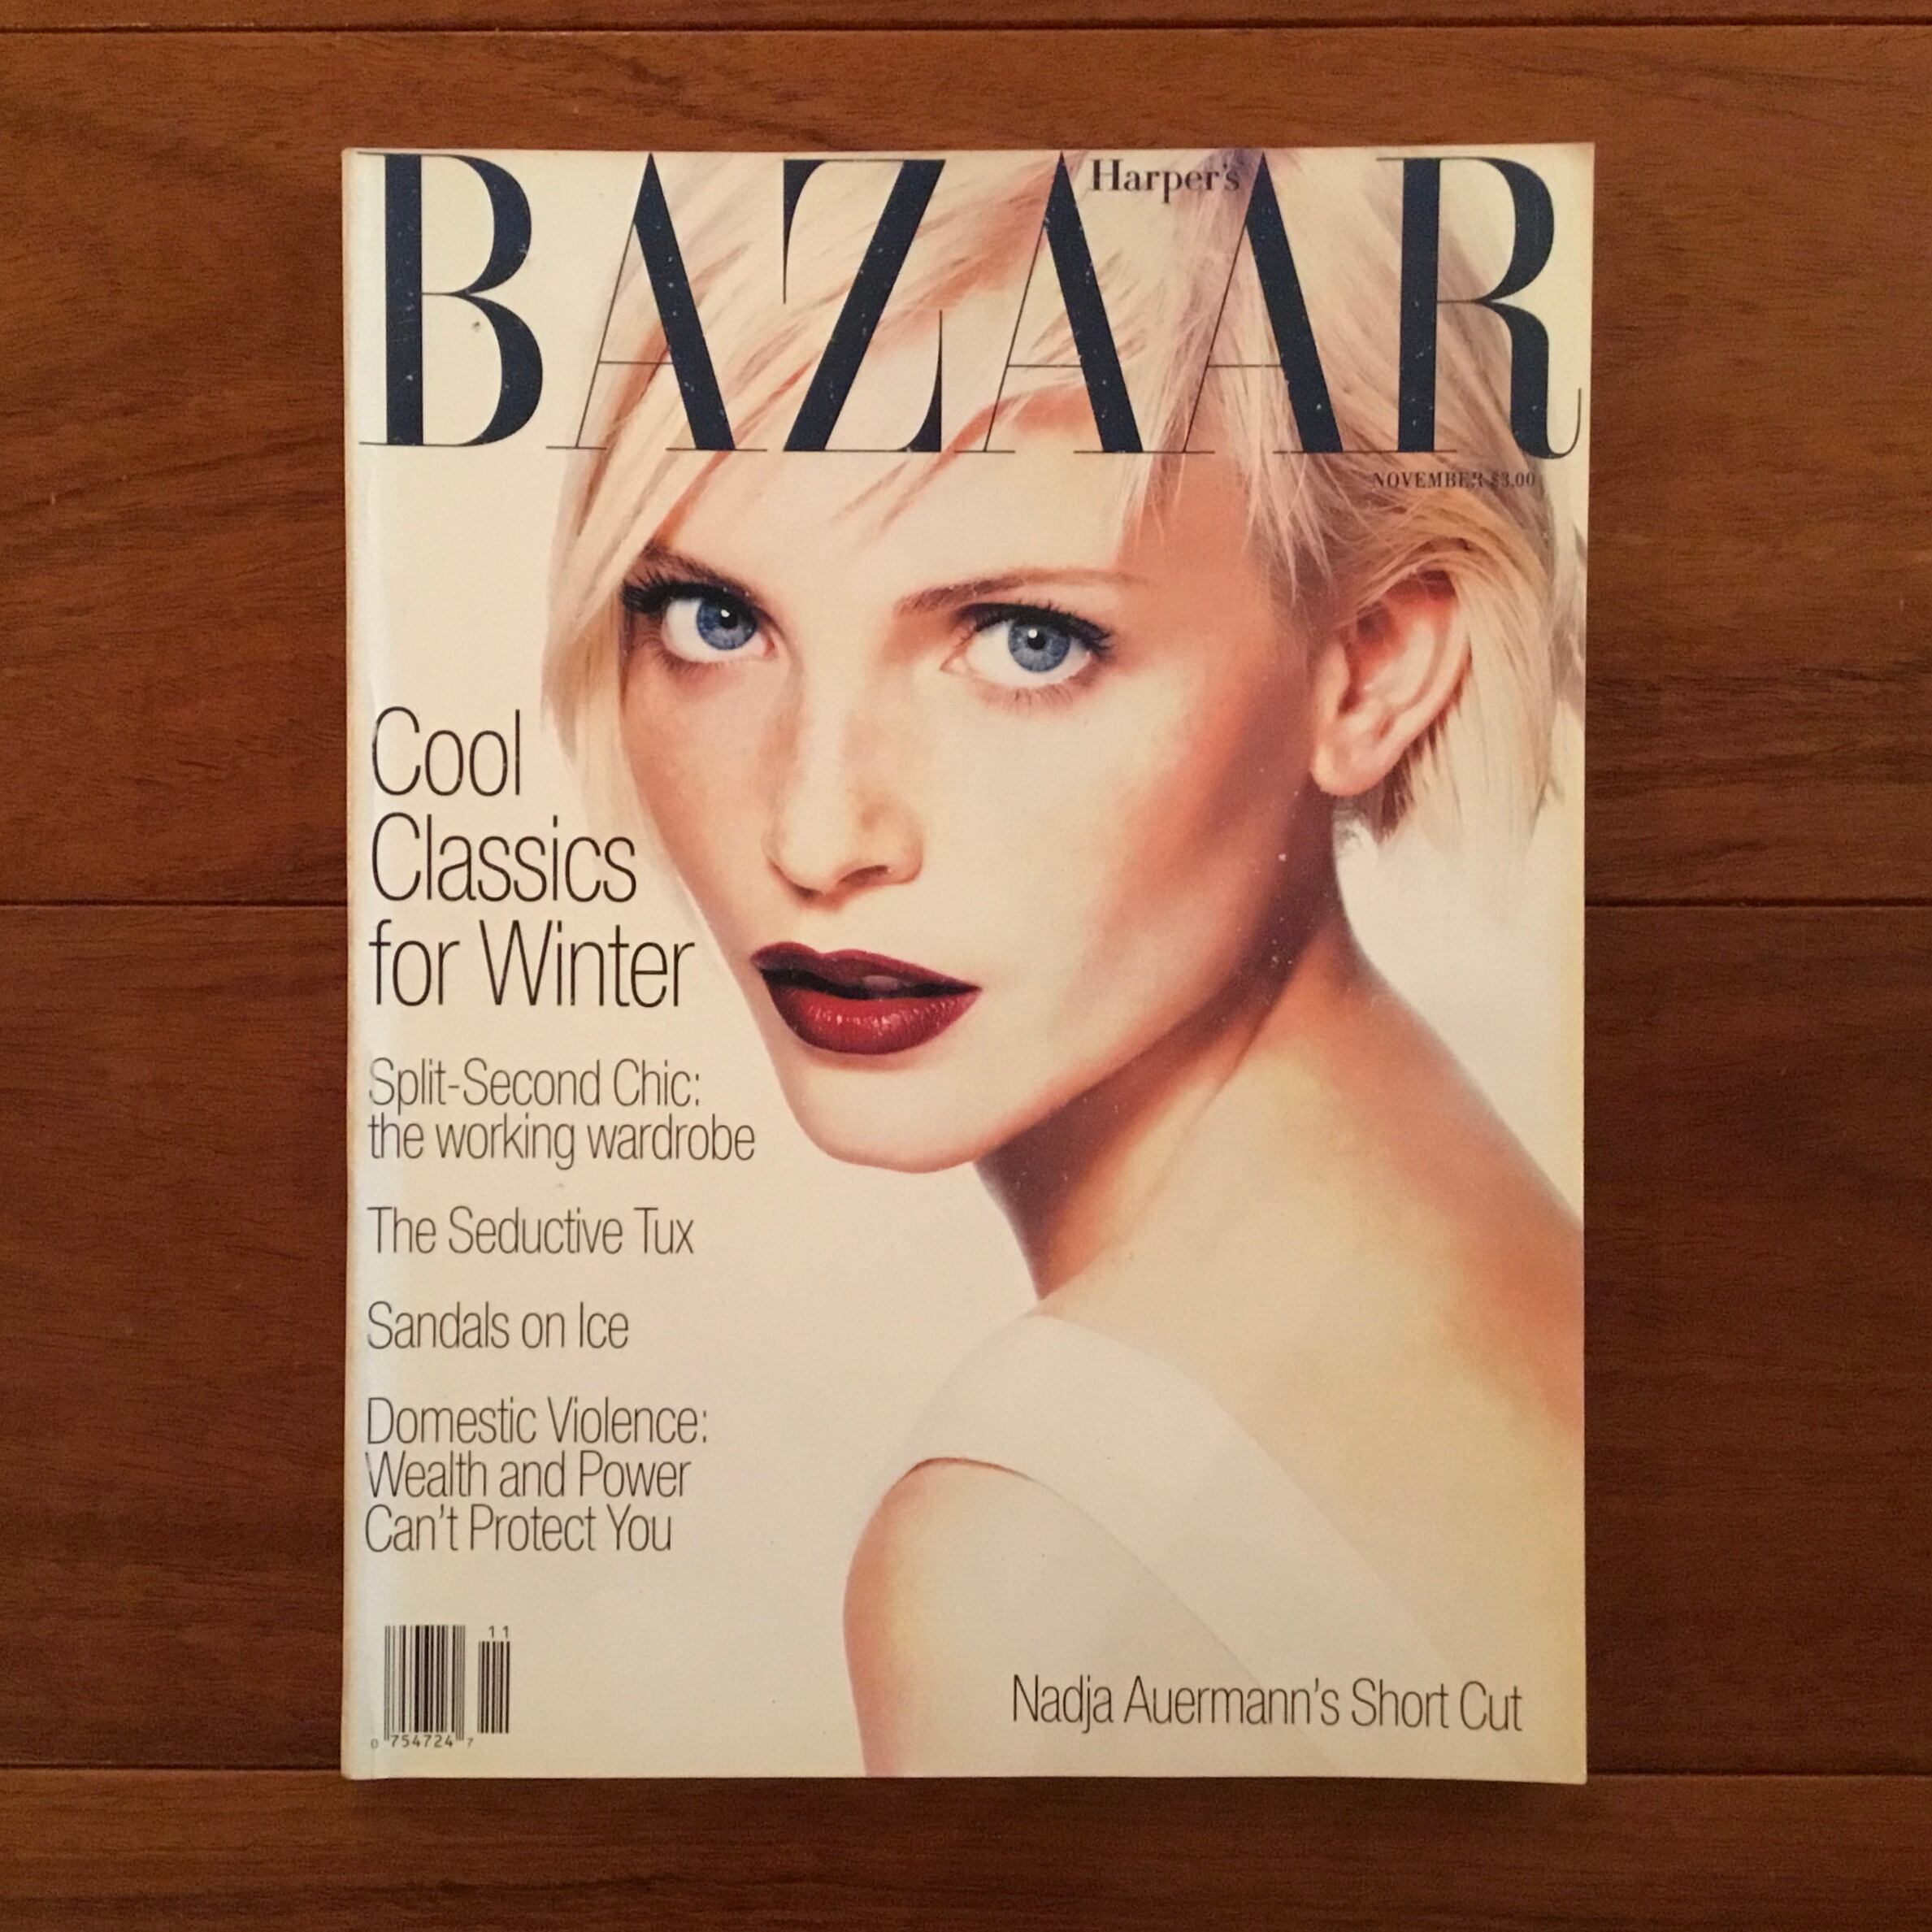 Harper's
BAZAAR
NOVEMBER $3.00
Cool
Classics
for Winter
Split-Second Chic:
the working wardrobe
The Seductive Tux
Sandals on Ice
Domestic Violence:
Wealth and Power
Can't Protect You
11
0 754724 7
Nadja Auermann's Short Cut